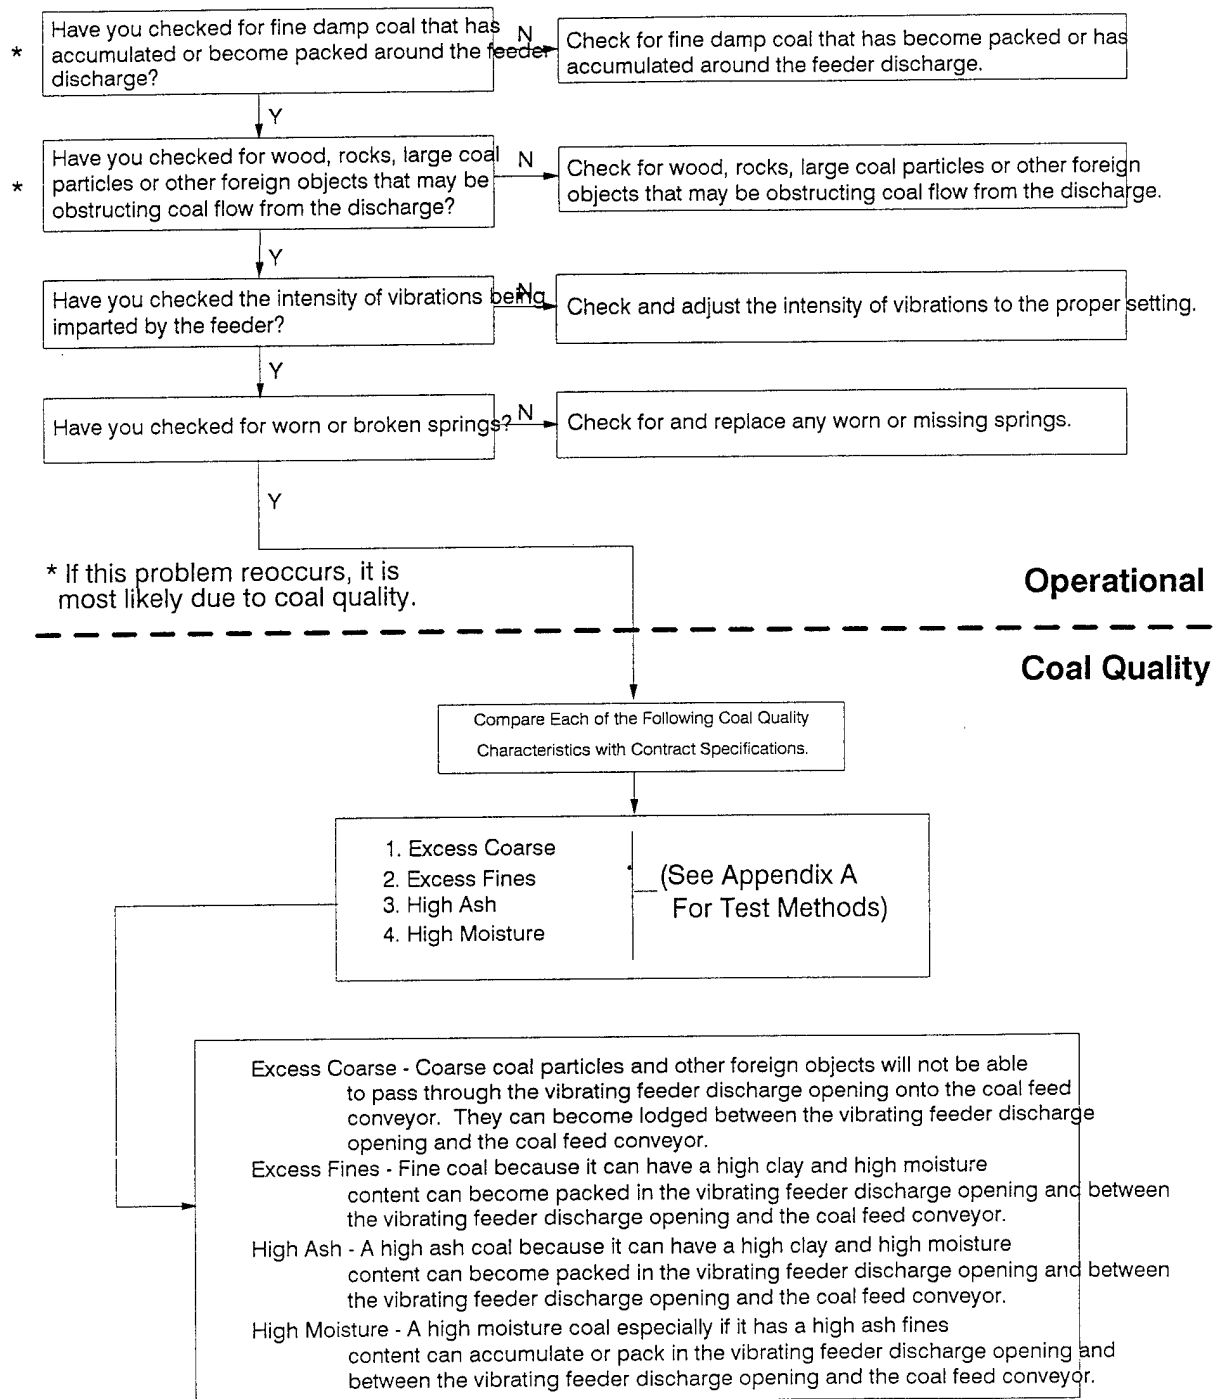 * Have you checked for fine damp coal that has
accumulated or become packed around the feeder
discharge?
N
Check for fine damp coal that has become packed or has
accumulated around the feeder discharge.
Y
* Have you checked for wood, rocks, large coal
particles or other foreign objects that may be
obstructing coal flow from the discharge?
N
Check for wood, rocks, large coal particles or other foreign
objects that may be obstructing coal flow from the discharge.
Y
Have you checked the intensity of vibrations being
imparted by the feeder?
N
Check and adjust the intensity of vibrations to the proper setting.
Y
Have you checked for worn or broken springs?
N
Check for and replace any worn or missing springs.
Y
* If this problem reoccurs, it is
most likely due to coal quality.
Operational
Coal Quality
Compare Each of the Following Coal Quality
Characteristics with Contract Specifications.
1. Excess Coarse
2. Excess Fines
3. High Ash
4. High Moisture
(See Appendix A
For Test Methods)
Excess Coarse - Coarse coal particles and other foreign objects will not be able
to pass through the vibrating feeder discharge opening onto the coal feed
conveyor. They can become lodged between the vibrating feeder discharge
opening and the coal feed conveyor.
Excess Fines - Fine coal because it can have a high clay and high moisture
content can become packed in the vibrating feeder discharge opening and between
the vibrating feeder discharge opening and the coal feed conveyor.
High Ash - A high ash coal because it can have a high clay and high moisture
content can become packed in the vibrating feeder discharge opening and between
the vibrating feeder discharge opening and the coal feed conveyor.
High Moisture - A high moisture coal especially if it has a high ash fines
content can accumulate or pack in the vibrating feeder discharge opening and
between the vibrating feeder discharge opening and the coal feed conveyor.